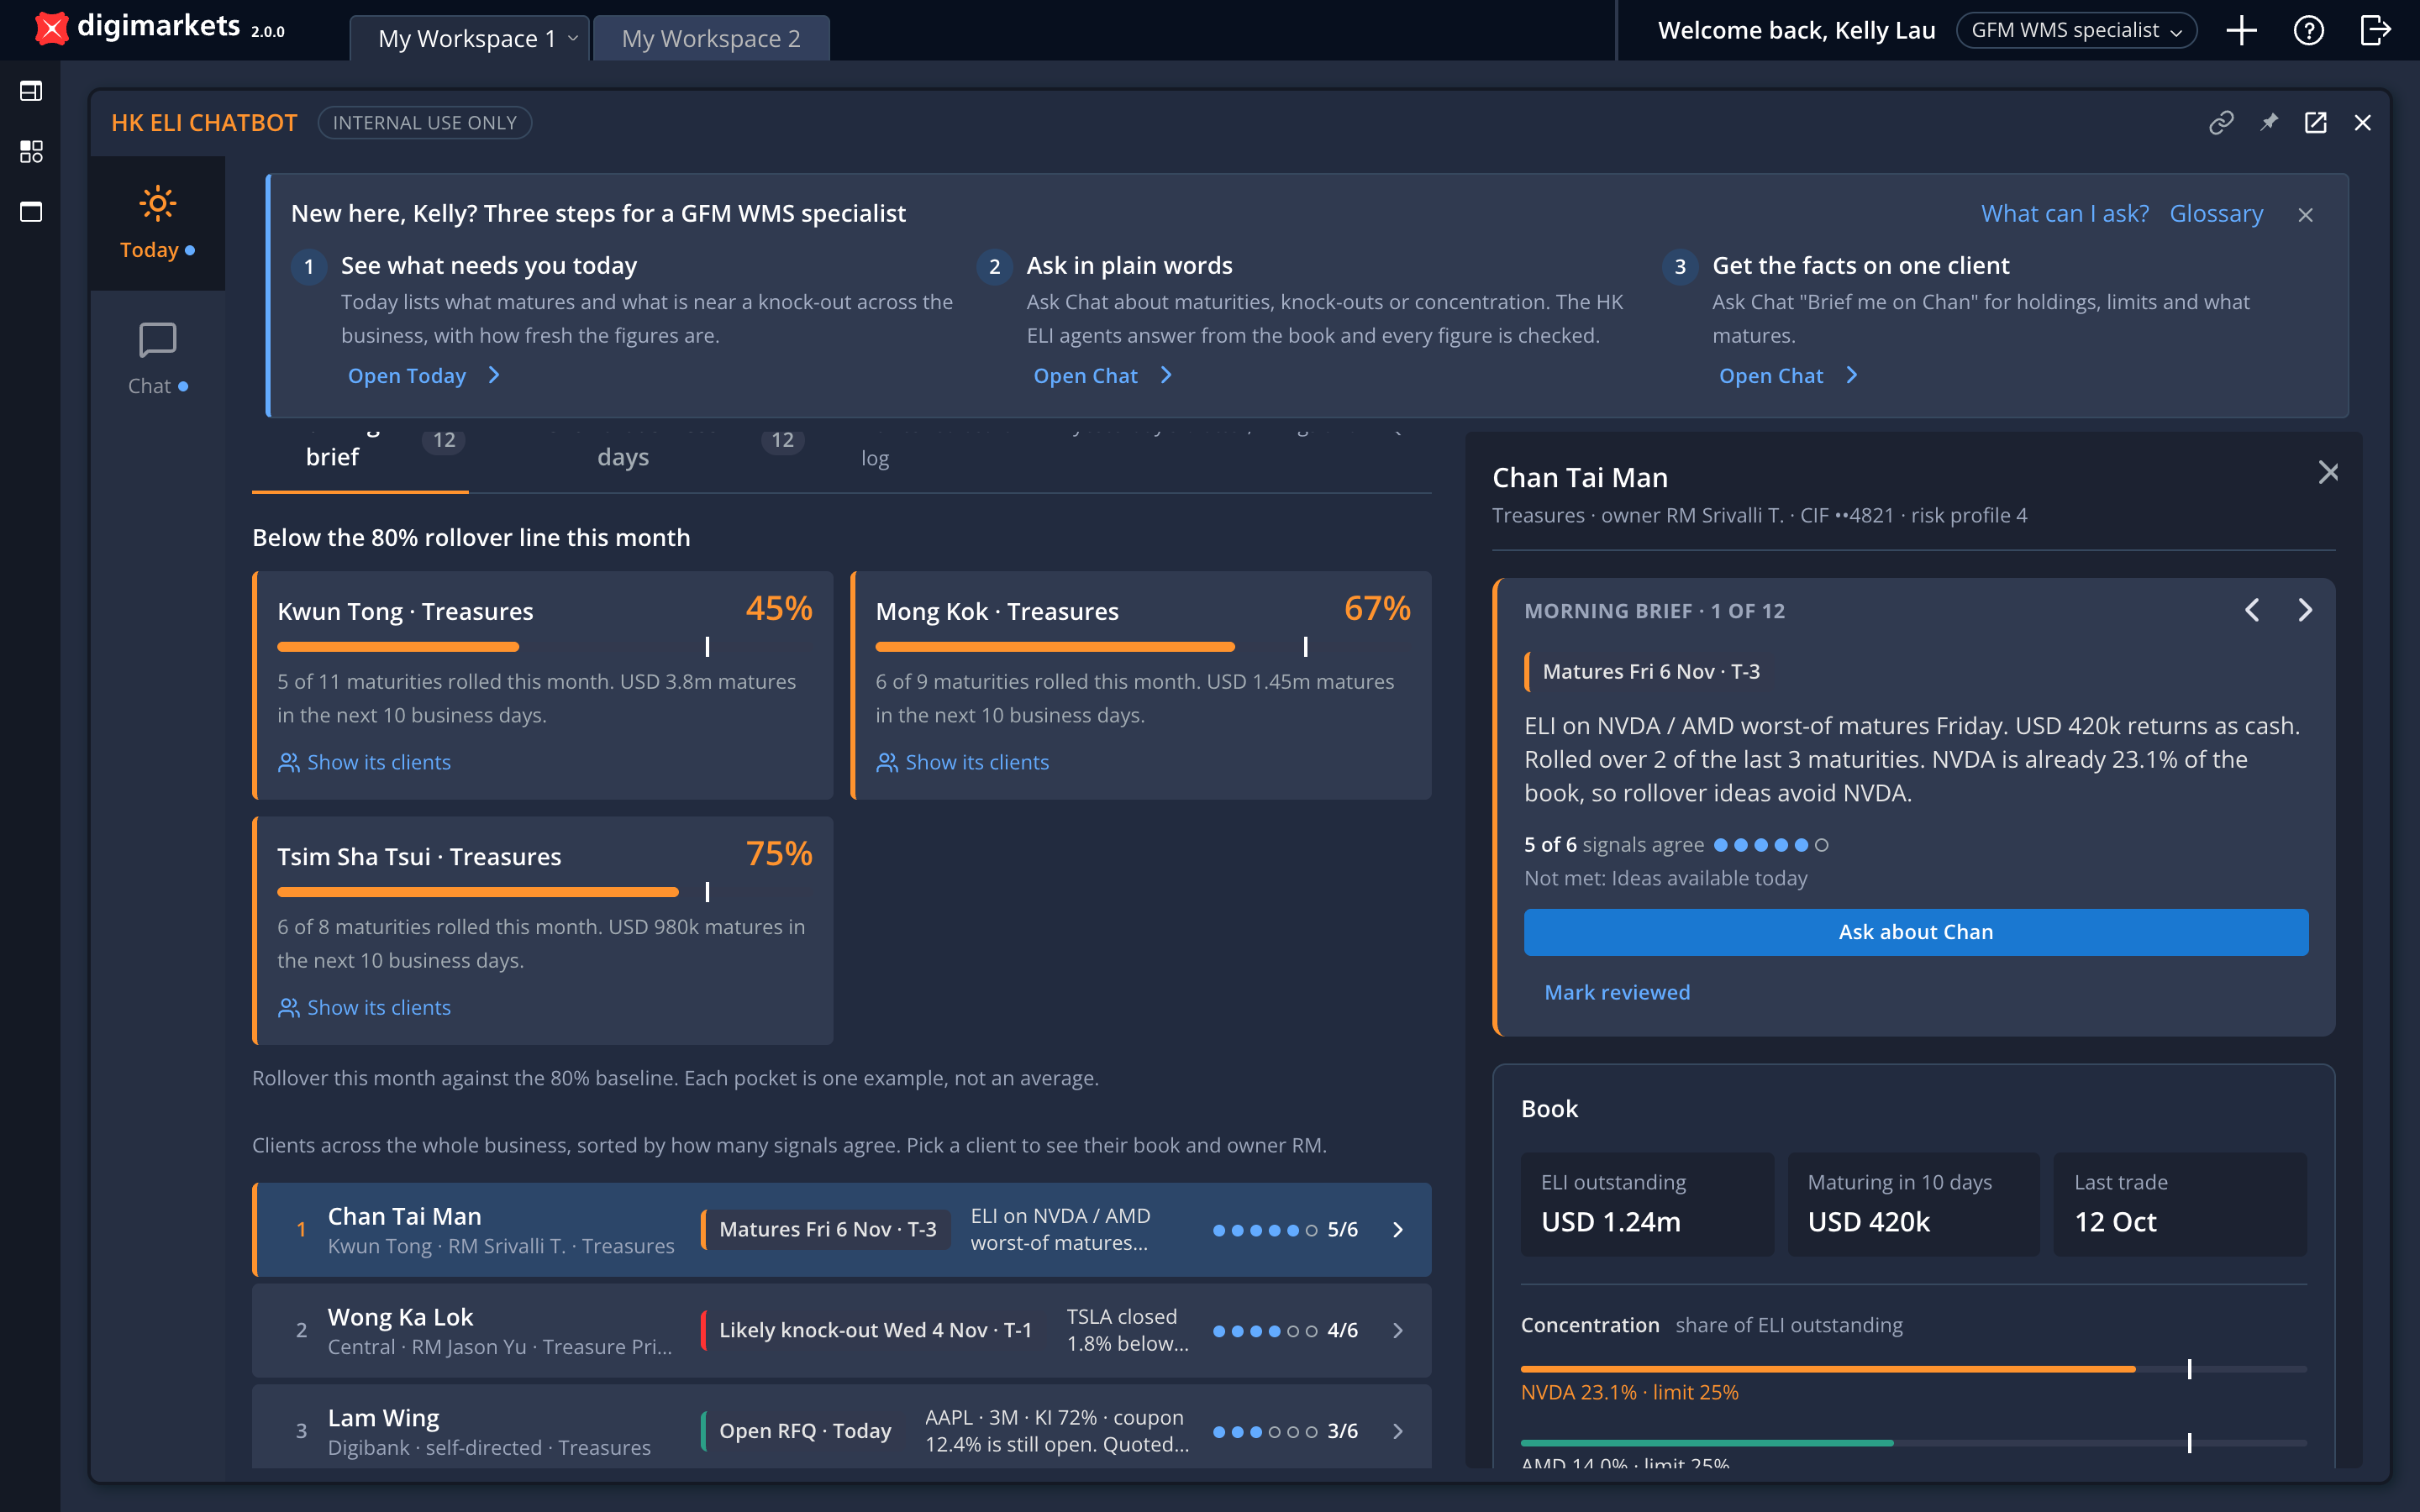 digimarkets 2.0.0
My Workspace 1
My Workspace 2
Welcome back, Kelly Lau
GFM WMS specialist
HK ELI CHATBOT
INTERNAL USE ONLY
Today
Chat
New here, Kelly? Three steps for a GFM WMS specialist
What can I ask?
Glossary
1
See what needs you today
Today lists what matures and what is near a knock-out across the
business, with how fresh the figures are.
Open Today
2
Ask in plain words
Ask Chat about maturities, knock-outs or concentration. The HK
ELI agents answer from the book and every figure is checked.
Open Chat
3
Get the facts on one client
Ask Chat "Brief me on Chan" for holdings, limits and what
matures.
Open Chat
brief
12
days
12
log
Below the 80% rollover line this month
Kwun Tong · Treasures
45%
5 of 11 maturities rolled this month. USD 3.8m matures
in the next 10 business days.
Show its clients
Mong Kok · Treasures
67%
6 of 9 maturities rolled this month. USD 1.45m matures
in the next 10 business days.
Show its clients
Tsim Sha Tsui · Treasures
75%
6 of 8 maturities rolled this month. USD 980k matures in
the next 10 business days.
Show its clients
Rollover this month against the 80% baseline. Each pocket is one example, not an average.
Clients across the whole business, sorted by how many signals agree. Pick a client to see their book and owner RM.
1
Chan Tai Man
Kwun Tong · RM Srivalli T. · Treasures
Matures Fri 6 Nov · T-3
ELI on NVDA / AMD
worst-of matures...
5/6
2
Wong Ka Lok
Central · RM Jason Yu · Treasure Pri...
Likely knock-out Wed 4 Nov · T-1
TSLA closed
1.8% below...
4/6
3
Lam Wing
Digibank · self-directed · Treasures
Open RFQ · Today
AAPL · 3M · KI 72% · coupon
12.4% is still open. Quoted...
3/6
Chan Tai Man
Treasures · owner RM Srivalli T. · CIF ••4821 · risk profile 4
MORNING BRIEF · 1 OF 12
Matures Fri 6 Nov · T-3
ELI on NVDA / AMD worst-of matures Friday. USD 420k returns as cash.
Rolled over 2 of the last 3 maturities. NVDA is already 23.1% of the
book, so rollover ideas avoid NVDA.
5 of 6 signals agree
Not met: Ideas available today
Ask about Chan
Mark reviewed
Book
ELI outstanding
USD 1.24m
Maturing in 10 days
USD 420k
Last trade
12 Oct
Concentration share of ELI outstanding
NVDA 23.1% · limit 25%
AMD 14.0% · limit 25%